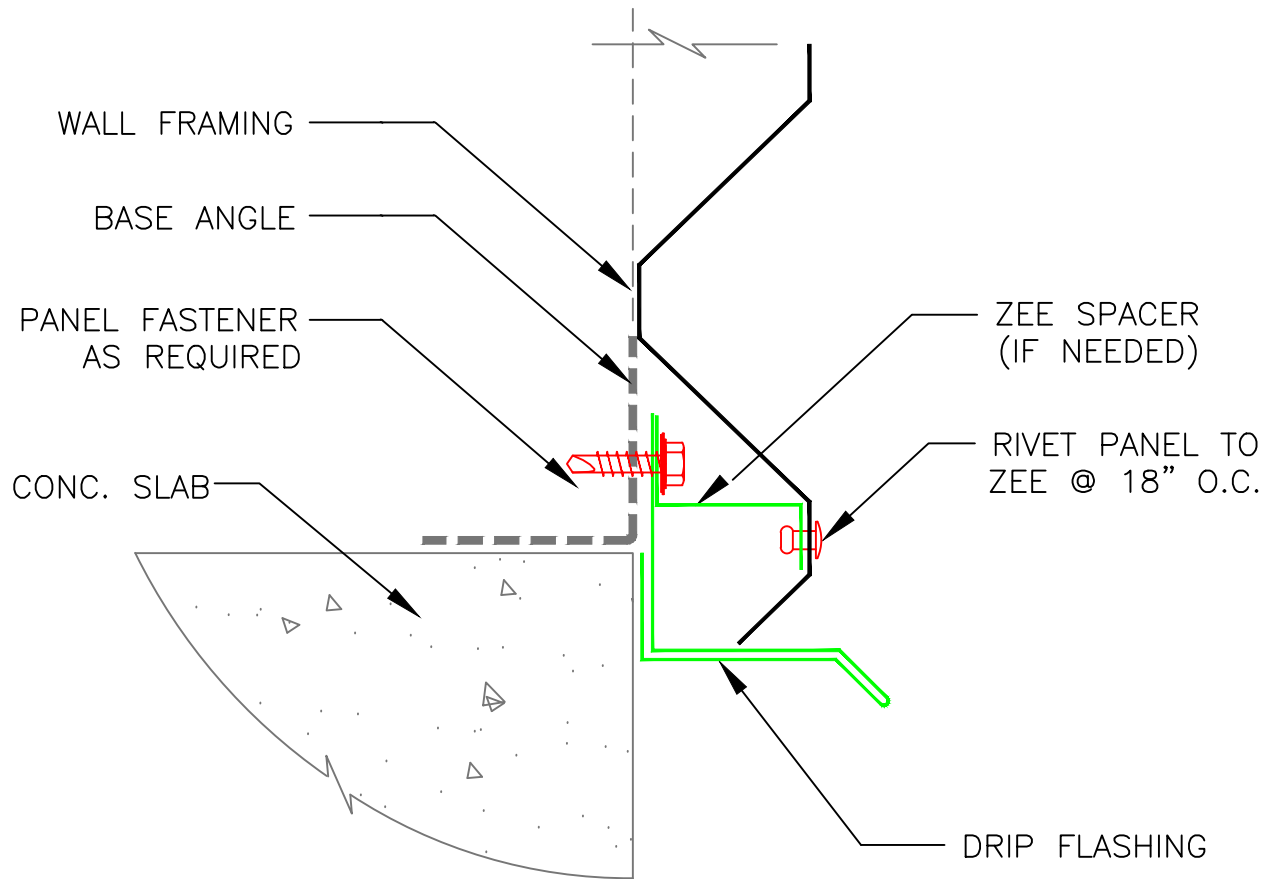 WALL FRAMING
BASE ANGLE
PANEL FASTENER
AS REQUIRED
CONC. SLAB
ZEE SPACER
(IF NEEDED)
RIVET PANEL TO
ZEE @ 18” O.C.
DRIP FLASHING